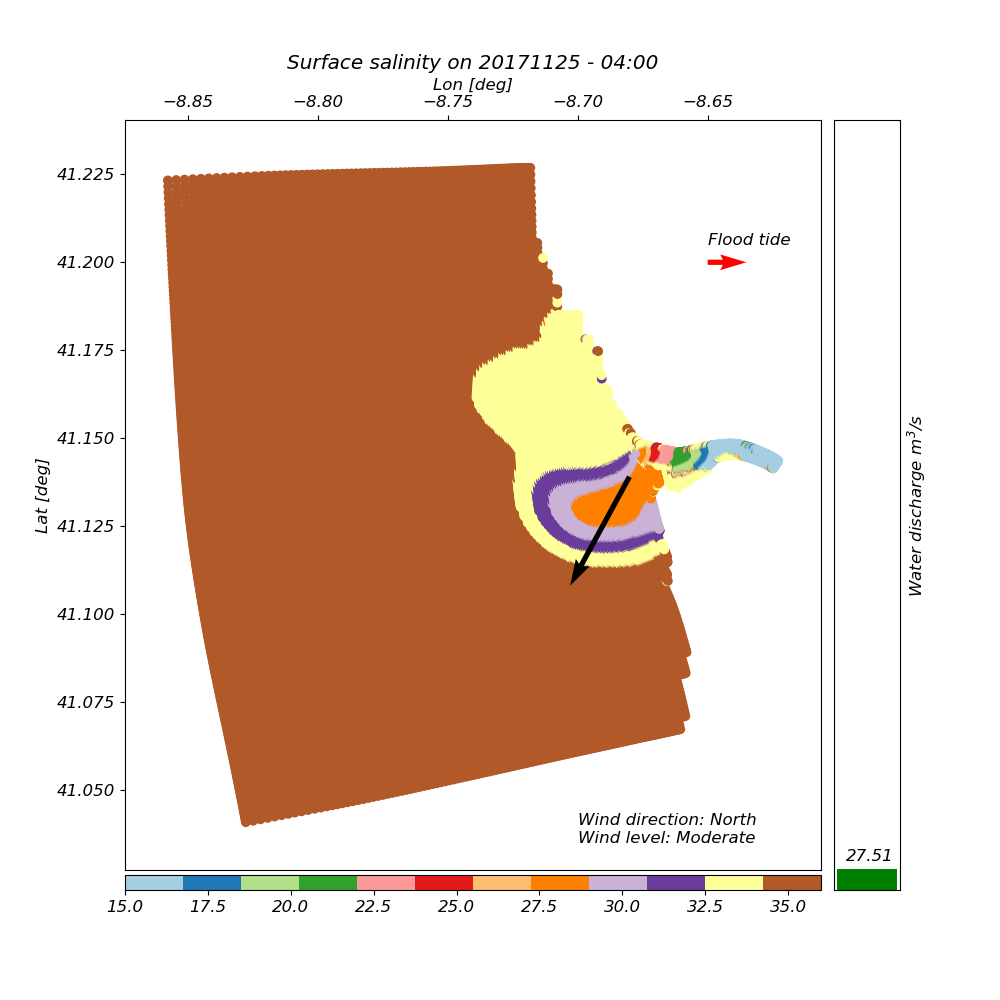 Surface salinity on 20171125 - 04:00
Lon [deg]
−8.85 −8.80 −8.75 −8.70 −8.65
41.225
41.200
41.175
41.150
41.125
41.100
41.075
41.050
Lat [deg]
Flood tide
Wind direction: North
Wind level: Moderate
Water discharge m³/s
27.51
15.0 17.5 20.0 22.5 25.0 27.5 30.0 32.5 35.0